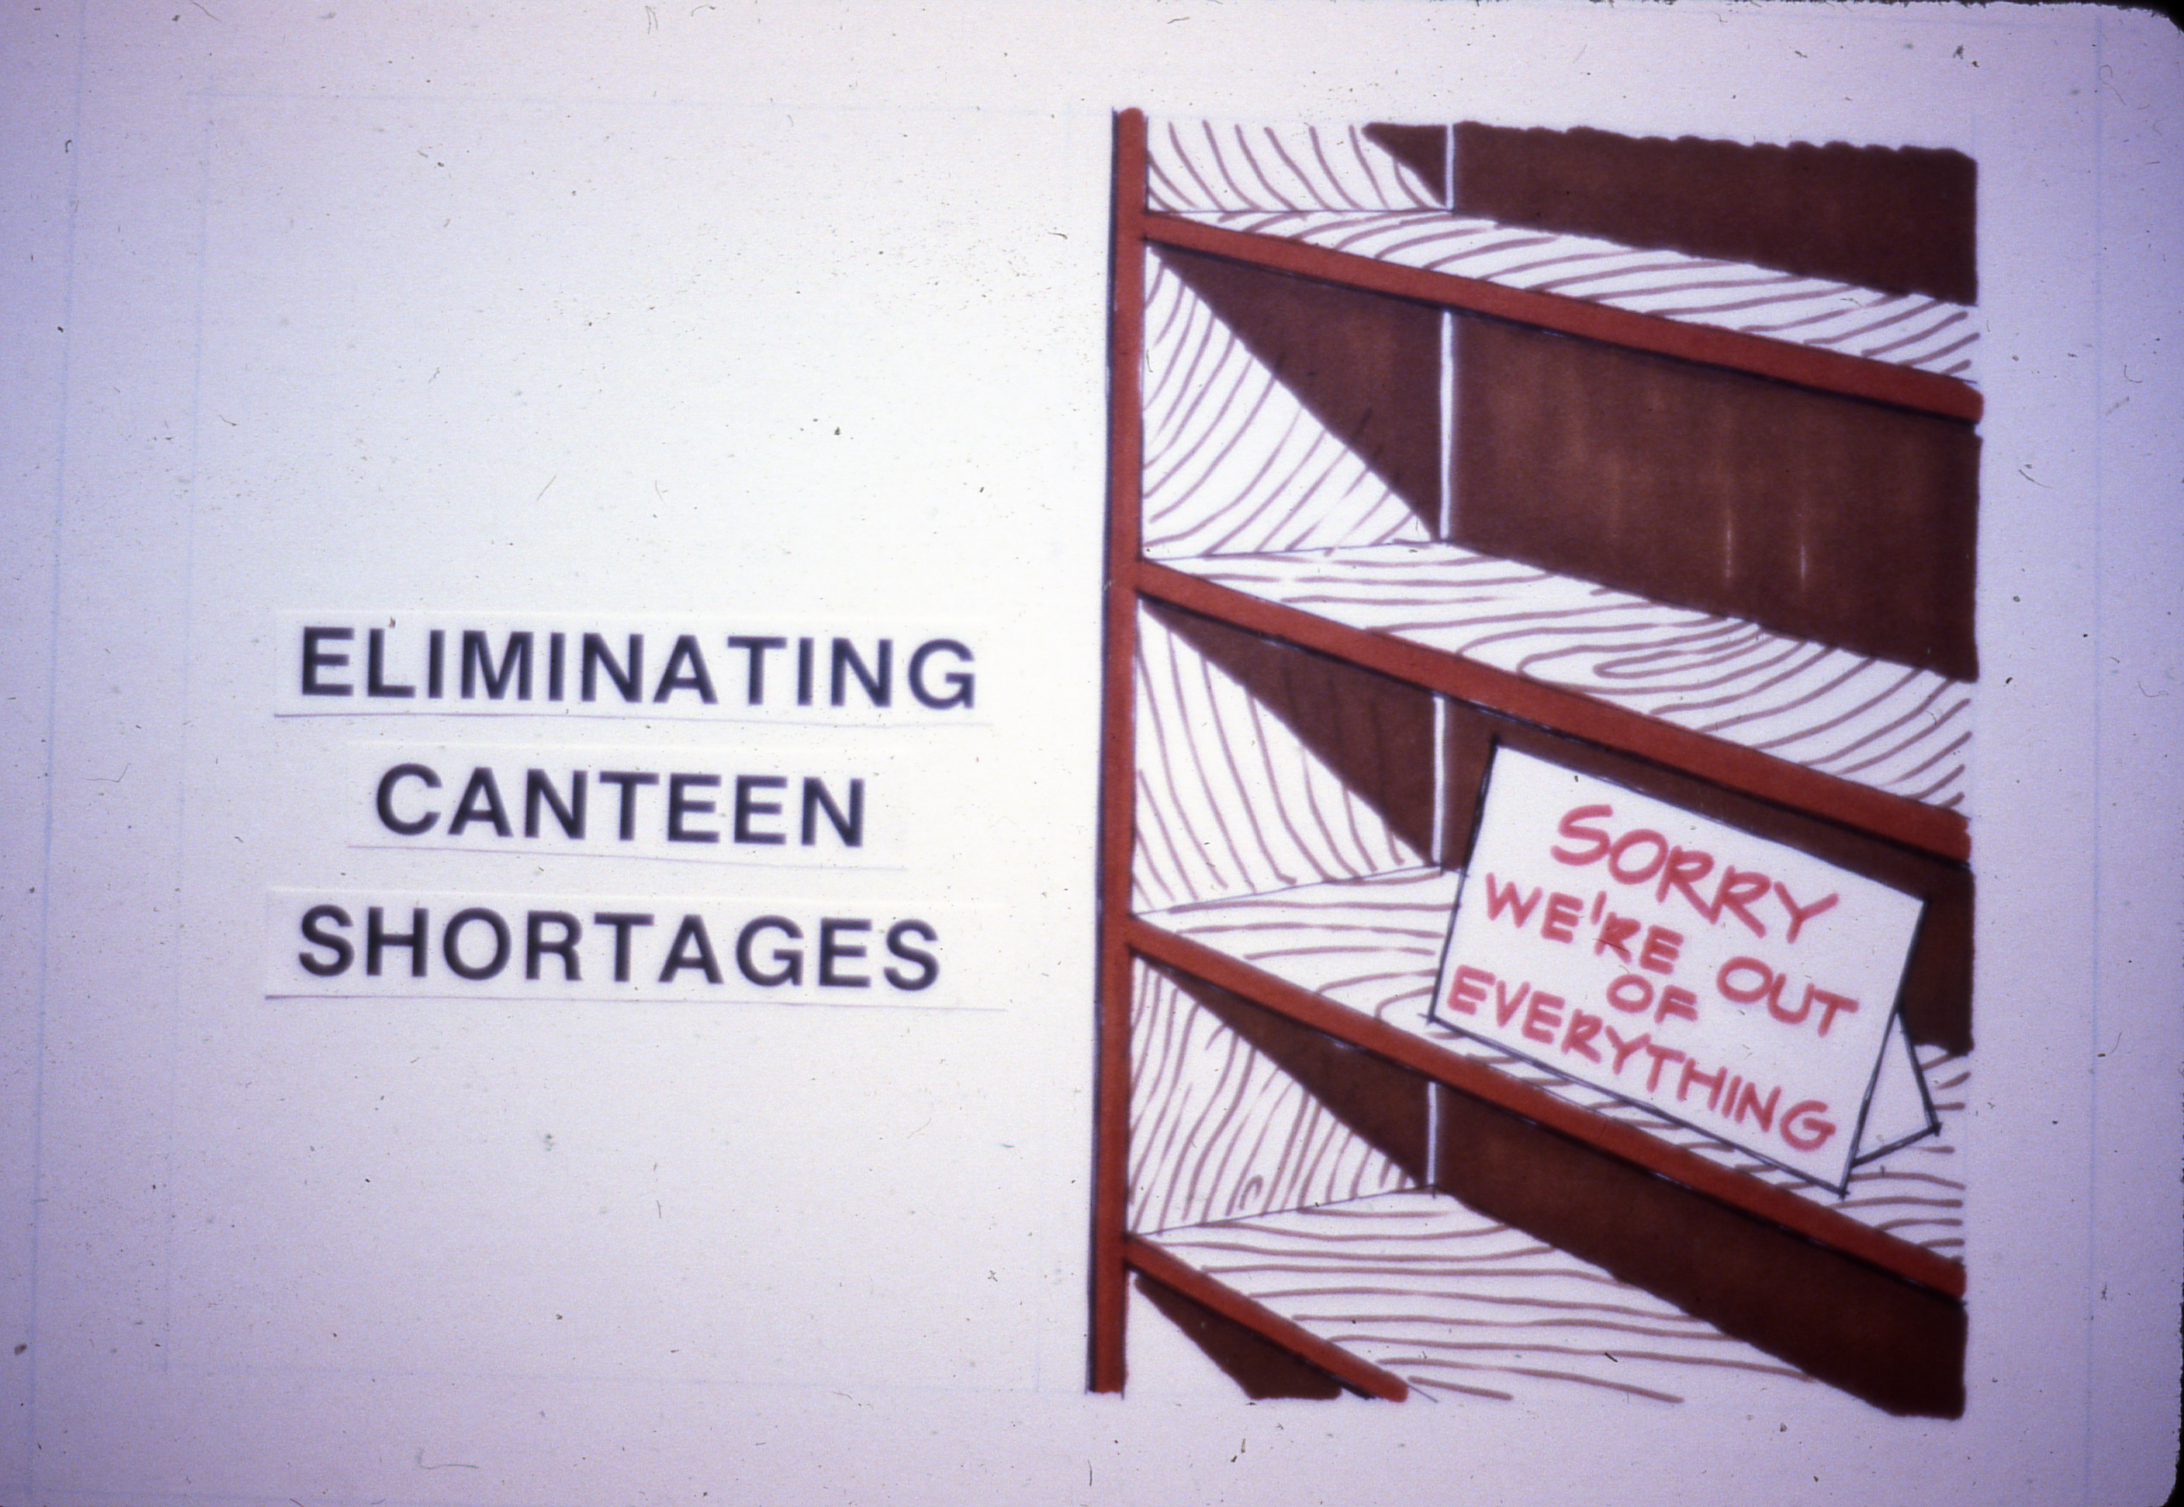 ELIMINATING
CANTEEN
SHORTAGES
SORRY
WE'RE OUT
OF
EVERYTHING